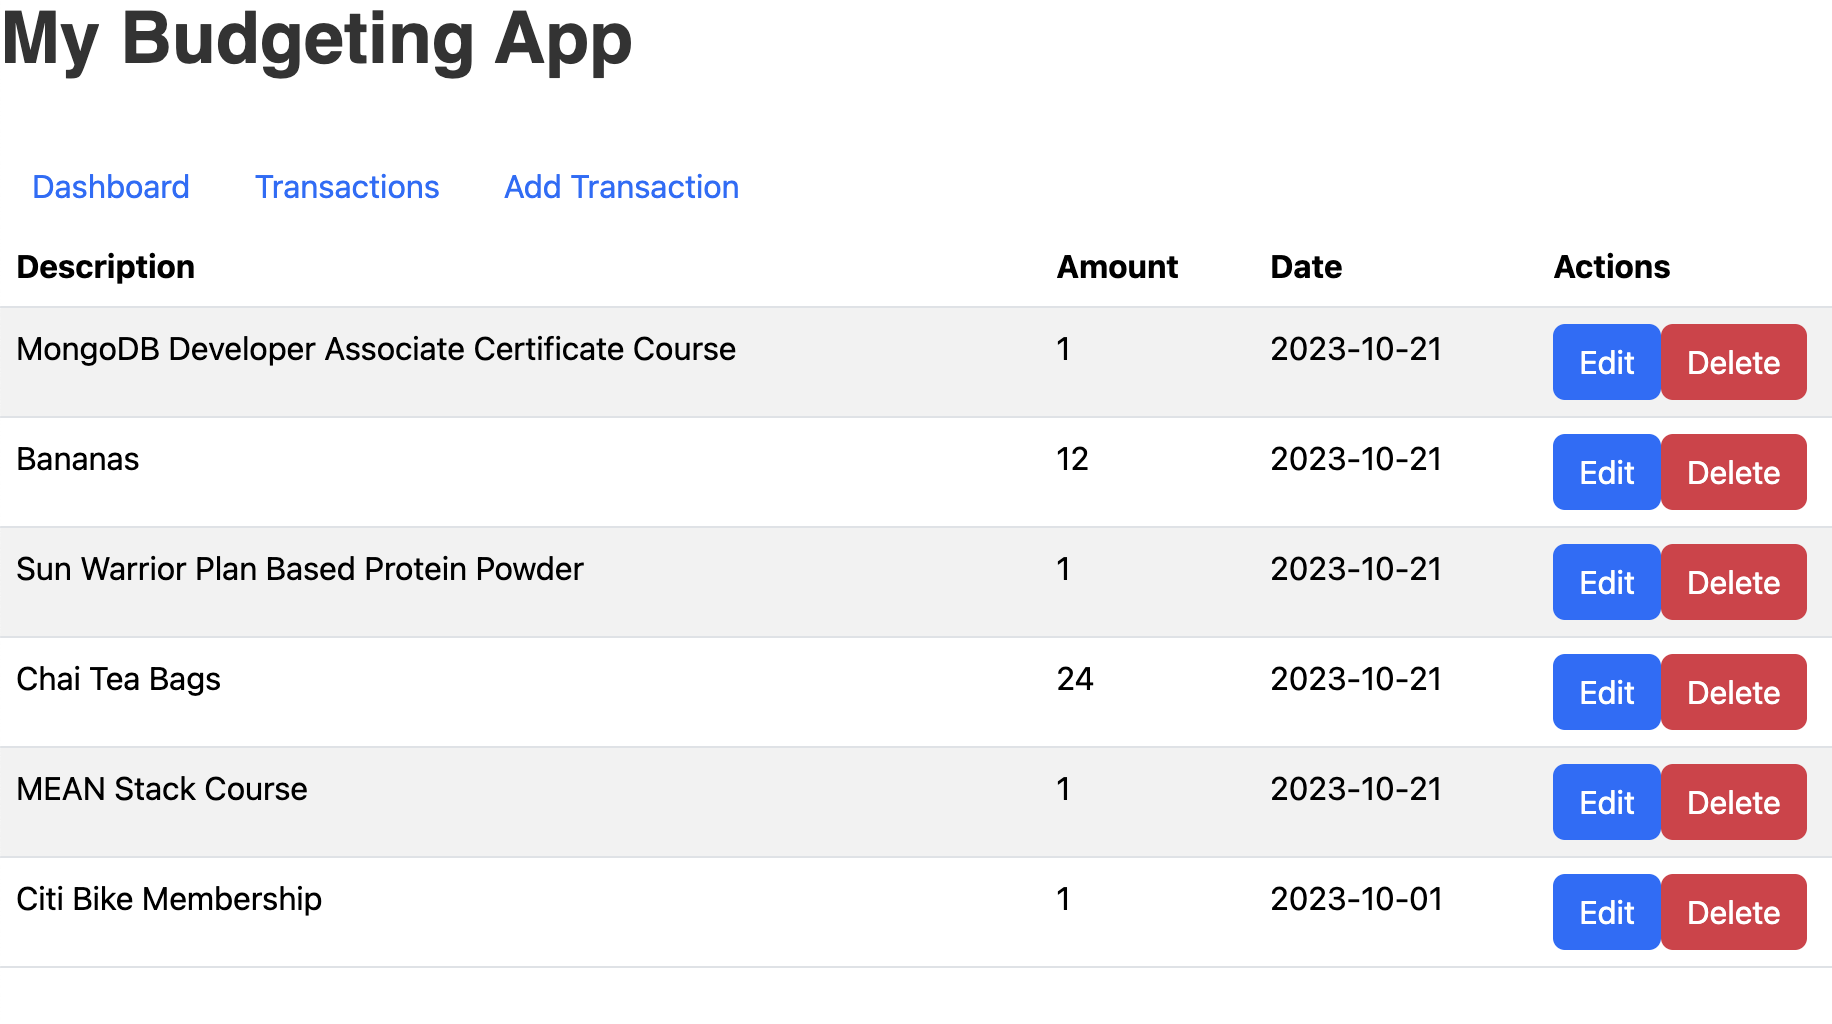 My Budgeting App
Dashboard Transactions Add Transaction
Description Amount Date Actions
MongoDB Developer Associate Certificate Course 1 2023-10-21 Edit Delete
Bananas 12 2023-10-21 Edit Delete
Sun Warrior Plan Based Protein Powder 1 2023-10-21 Edit Delete
Chai Tea Bags 24 2023-10-21 Edit Delete
MEAN Stack Course 1 2023-10-21 Edit Delete
Citi Bike Membership 1 2023-10-01 Edit Delete